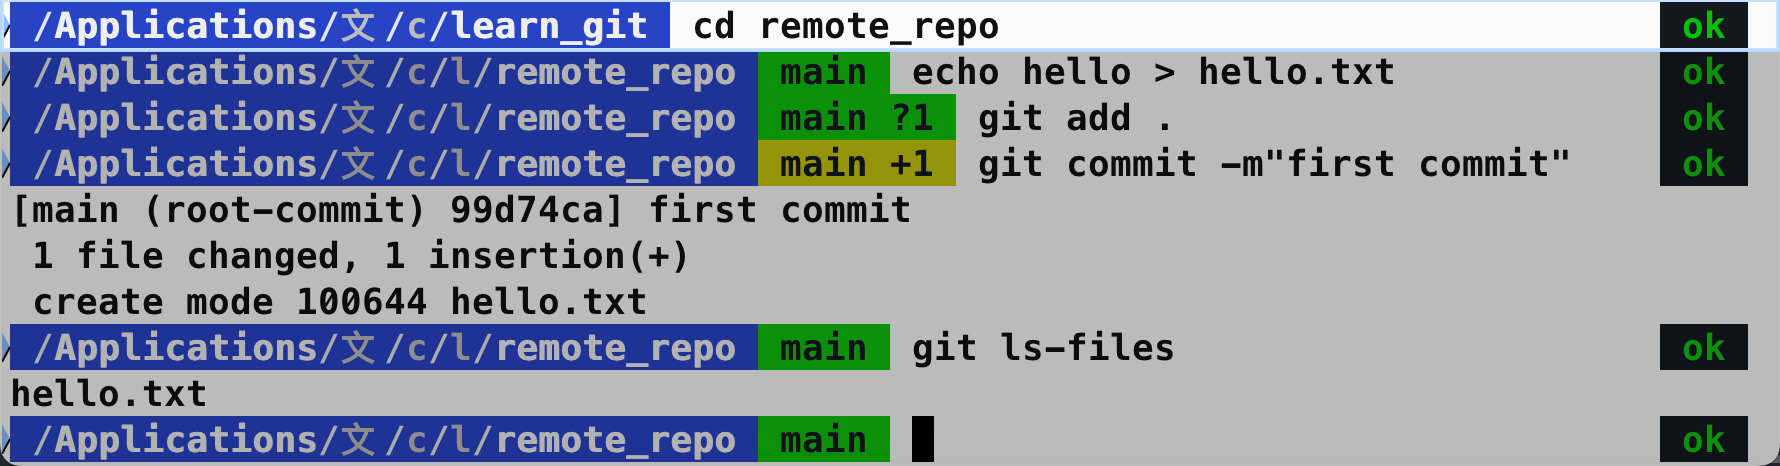 /Applications/文/c/learn_git cd remote_repo ok
/Applications/文/c/l/remote_repo main echo hello > hello.txt ok
/Applications/文/c/l/remote_repo main ?1 git add . ok
/Applications/文/c/l/remote_repo main +1 git commit -m"first commit" ok
[main (root-commit) 99d74ca] first commit
 1 file changed, 1 insertion(+)
 create mode 100644 hello.txt
/Applications/文/c/l/remote_repo main git ls-files ok
hello.txt
/Applications/文/c/l/remote_repo main ok